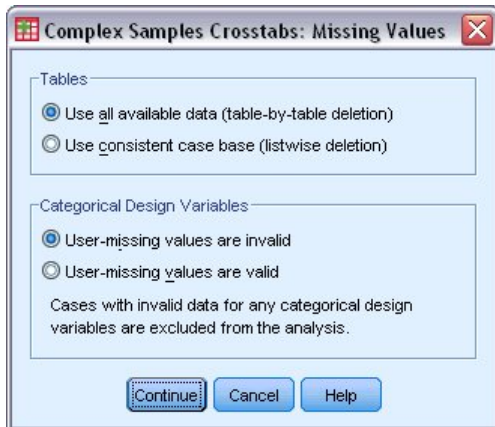 Complex Samples Crosstabs: Missing Values
Tables
Use all available data (table-by-table deletion)
Use consistent case base (listwise deletion)
Categorical Design Variables
User-missing values are invalid
User-missing values are valid
Cases with invalid data for any categorical design
variables are excluded from the analysis.
Continue Cancel Help